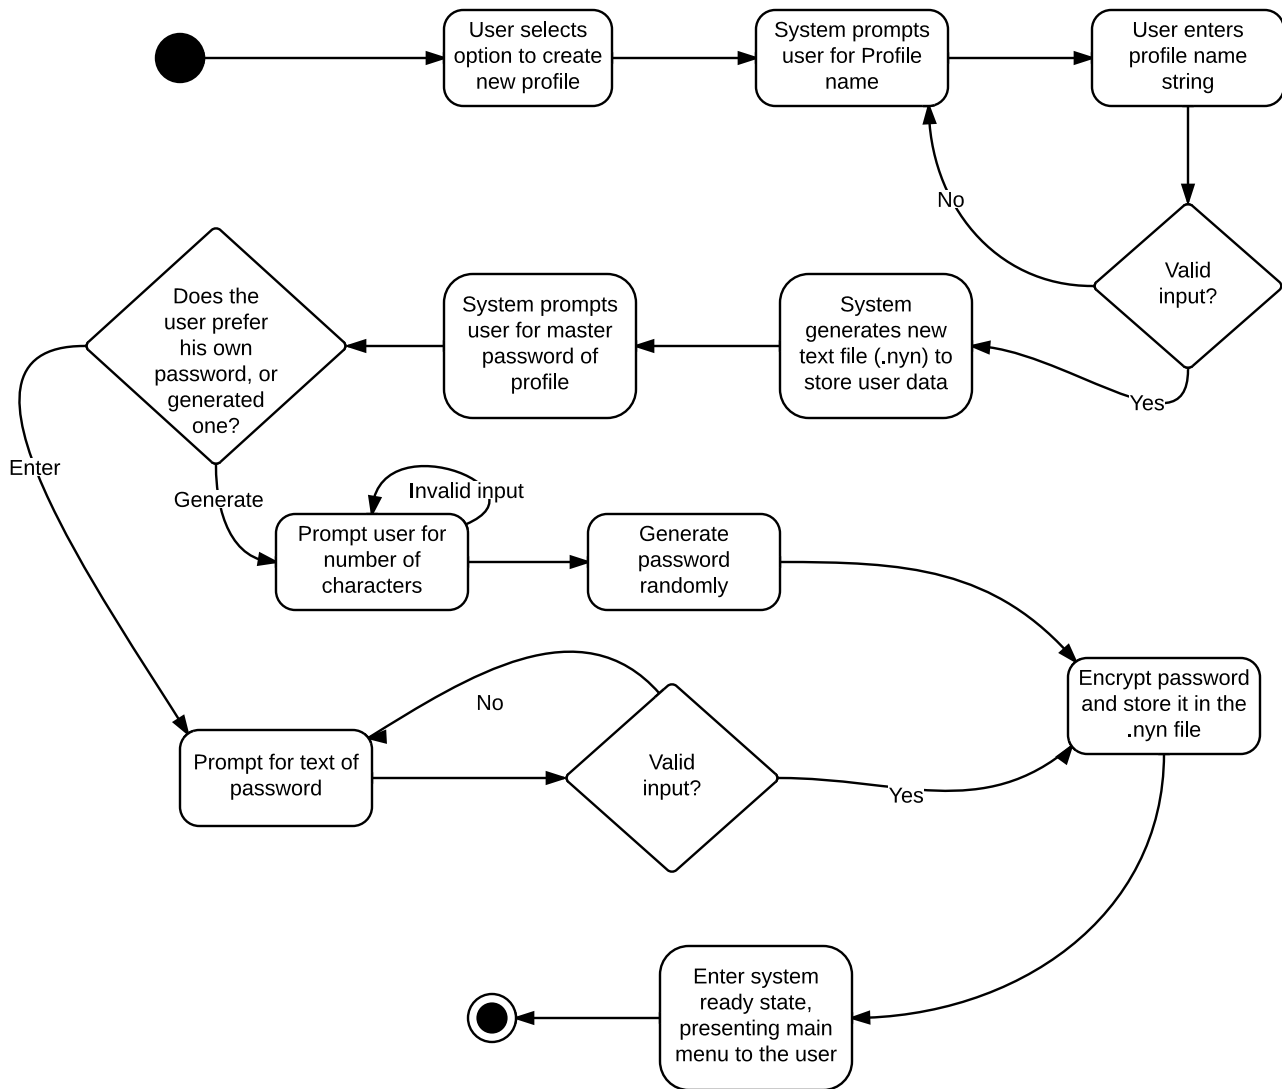 User selects
option to create
new profile
System prompts
user for Profile
name
User enters
profile name
string
No
Valid
input?
Yes
System
generates new
text file (.nyn) to
store user data
System prompts
user for master
password of
profile
Does the
user prefer
his own
password, or
generated
one?
Enter
Generate
Invalid input
Prompt user for
number of
characters
Generate
password
randomly
Encrypt password
and store it in the
.nyn file
No
Prompt for text of
password
Valid
input?
Yes
Enter system
ready state,
presenting main
menu to the user